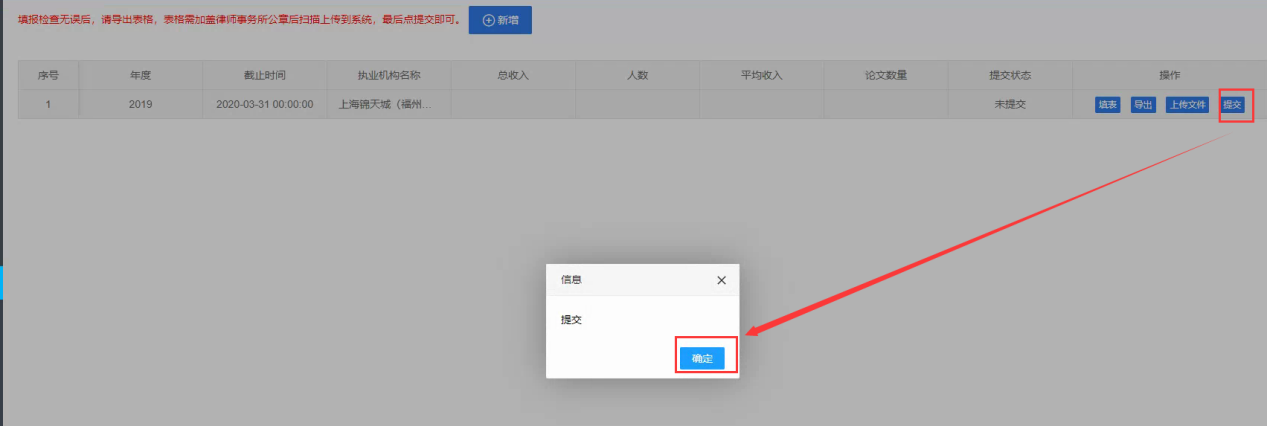 填报检查无误后，请导出表格，表格需加盖律师事务所公章后扫描上传到系统，最后点提交即可。 新增
序号 年度 截止时间 执业机构名称 总收入 人数 平均收入 论文数量 提交状态 操作
1 2019 2020-03-31 00:00:00 上海锦天城（福州... 未提交 填表 导出 上传文件 提交
信息
提交
确定